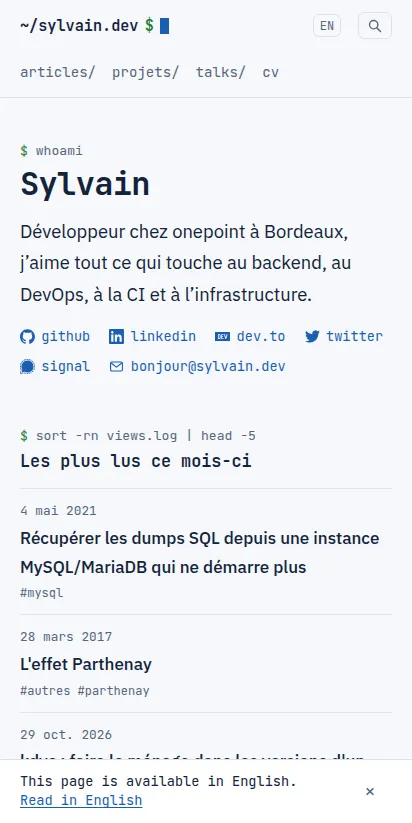 ~/sylvain.dev $
EN
articles/ projets/ talks/ cv
$ whoami
Sylvain
Développeur chez onepoint à Bordeaux,
j’aime tout ce qui touche au backend, au
DevOps, à la CI et à l’infrastructure.
github linkedin dev.to twitter
signal bonjour@sylvain.dev
$ sort -rn views.log | head -5
Les plus lus ce mois-ci
4 mai 2021
Récupérer les dumps SQL depuis une instance
MySQL/MariaDB qui ne démarre plus
#mysql
28 mars 2017
L'effet Parthenay
#autres #parthenay
29 oct. 2026
This page is available in English.
Read in English
×